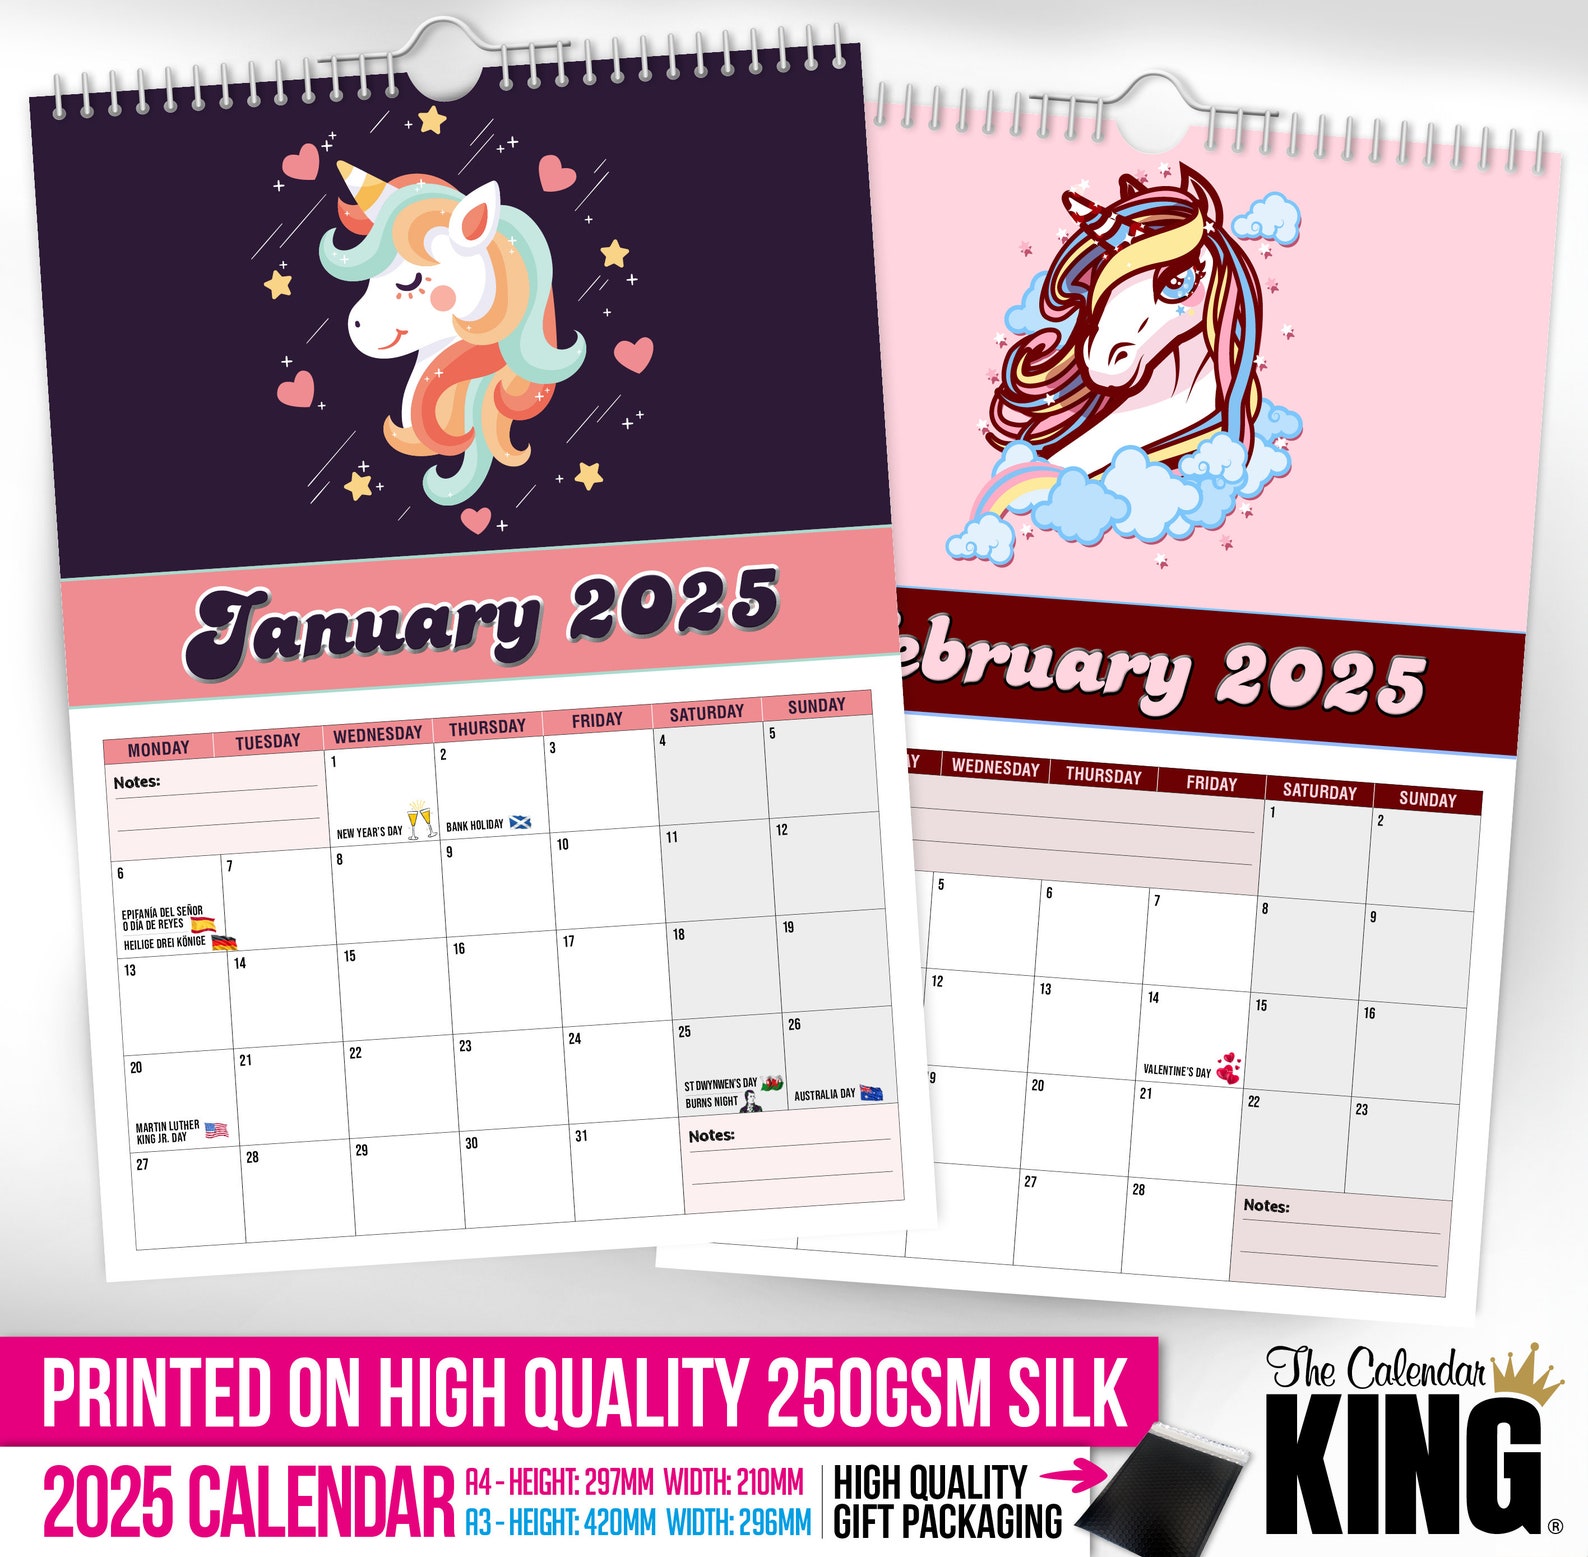 January 2025
MONDAY TUESDAY WEDNESDAY THURSDAY FRIDAY SATURDAY SUNDAY
Notes: 1 2 3 4 5
NEW YEAR'S DAY BANK HOLIDAY
6 7 8 9 10 11 12
EPIFANÍA DEL SEÑOR
O DÍA DE REYES
HEILIGE DREI KÖNIGE
13 14 15 16 17 18 19
20 21 22 23 24 25 26
MARTIN LUTHER
KING JR. DAY
ST DWYNWEN'S DAY
BURNS NIGHT
AUSTRALIA DAY
27 28 29 30 31 Notes:
ebruary 2025
AY WEDNESDAY THURSDAY FRIDAY SATURDAY SUNDAY
1 2
5 6 7 8 9
12 13 14 15 16
VALENTINE'S DAY
9 20 21 22 23
27 28 Notes:
PRINTED ON HIGH QUALITY 250GSM SILK
2025 CALENDAR
A4 - HEIGHT: 297MM WIDTH: 210MM
A3 - HEIGHT: 420MM WIDTH: 296MM
HIGH QUALITY
GIFT PACKAGING
The Calendar
KING®